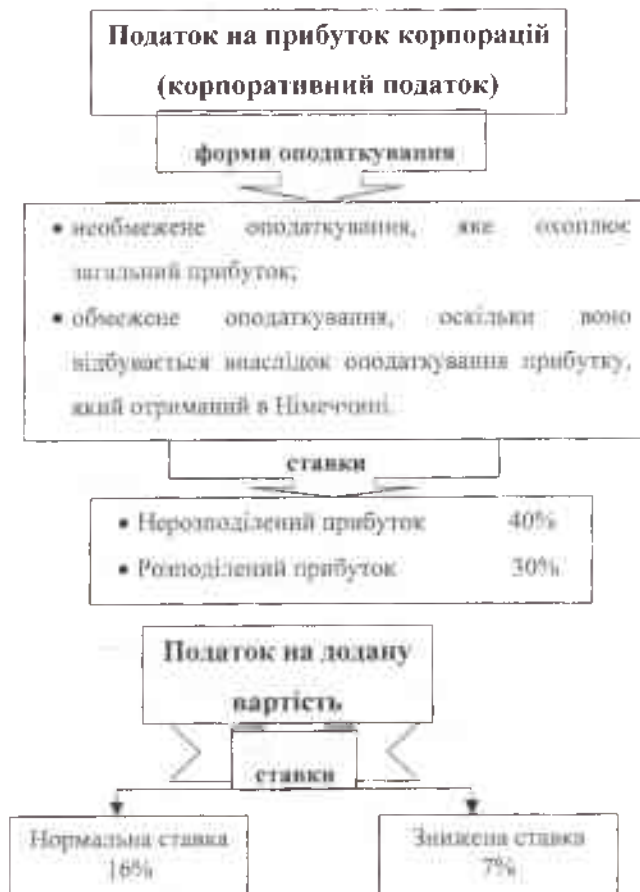 Податок на прибуток корпорацій
(корпоративний податок)
форми оподаткування
• необмежене оподаткування, яке охоплює
загальний прибуток;
• обмежене оподаткування, оскільки воно
відбувається внаслідок оподаткування прибутку,
який отриманий в Німеччині.
ставки
• Нерозподілений прибуток 40%
• Розподілений прибуток 30%
Податок на додану
вартість
ставки
Нормальна ставка
16%
Знижена ставка
7%